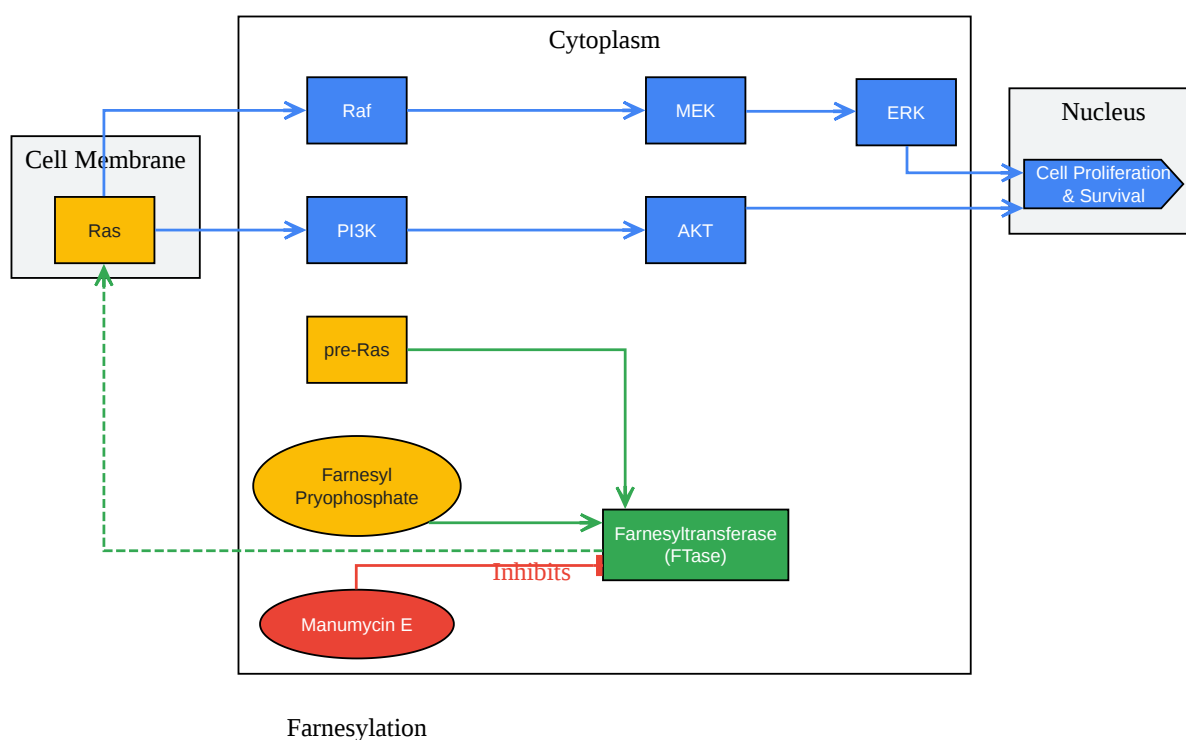 Cytoplasm
Raf
MEK
ERK
Nucleus
Cell Proliferation
& Survival
Cell Membrane
Ras
PI3K
AKT
pre-Ras
Farnesyl
Pryophosphate
Farnesyltransferase
(FTase)
Inhibits
Manumycin E
Farnesylation